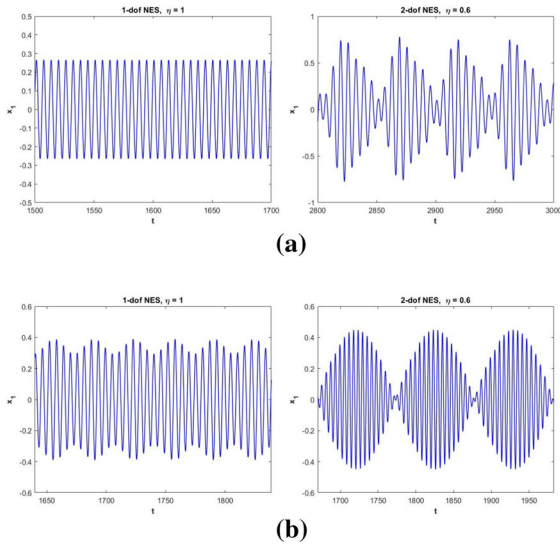 1-dof NES, η = 1
0.5
0.4
0.3
0.2
0.1
0
-0.1
-0.2
-0.3
-0.4
-0.5
x1
1500 1550 1600 1650 1700
t
2-dof NES, η = 0.6
1
0.5
0
-0.5
-1
x1
2800 2850 2900 2950 3000
t
(a)
1-dof NES, η = 1
0.6
0.4
0.2
0
-0.2
-0.4
-0.6
x1
1650 1700 1750 1800
t
2-dof NES, η = 0.6
0.6
0.4
0.2
0
-0.2
-0.4
-0.6
x1
1700 1750 1800 1850 1900 1950
t
(b)